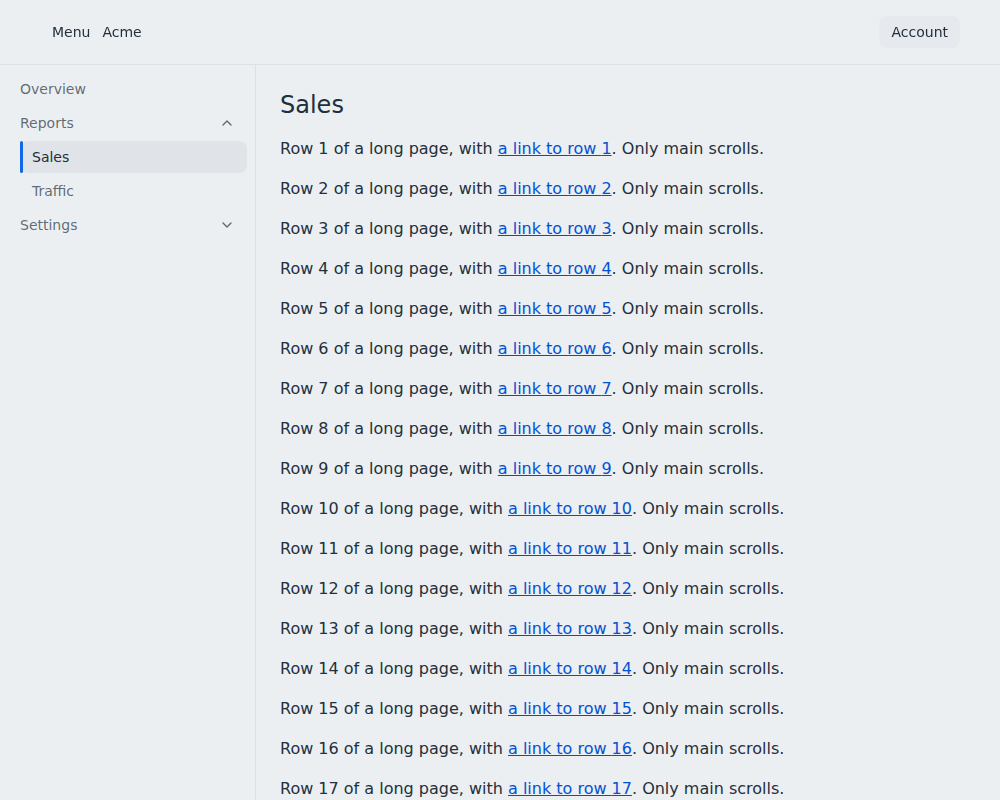 Menu Acme Account
Overview
Reports
Sales
Traffic
Settings
Sales
Row 1 of a long page, with a link to row 1. Only main scrolls.
Row 2 of a long page, with a link to row 2. Only main scrolls.
Row 3 of a long page, with a link to row 3. Only main scrolls.
Row 4 of a long page, with a link to row 4. Only main scrolls.
Row 5 of a long page, with a link to row 5. Only main scrolls.
Row 6 of a long page, with a link to row 6. Only main scrolls.
Row 7 of a long page, with a link to row 7. Only main scrolls.
Row 8 of a long page, with a link to row 8. Only main scrolls.
Row 9 of a long page, with a link to row 9. Only main scrolls.
Row 10 of a long page, with a link to row 10. Only main scrolls.
Row 11 of a long page, with a link to row 11. Only main scrolls.
Row 12 of a long page, with a link to row 12. Only main scrolls.
Row 13 of a long page, with a link to row 13. Only main scrolls.
Row 14 of a long page, with a link to row 14. Only main scrolls.
Row 15 of a long page, with a link to row 15. Only main scrolls.
Row 16 of a long page, with a link to row 16. Only main scrolls.
Row 17 of a long page, with a link to row 17. Only main scrolls.